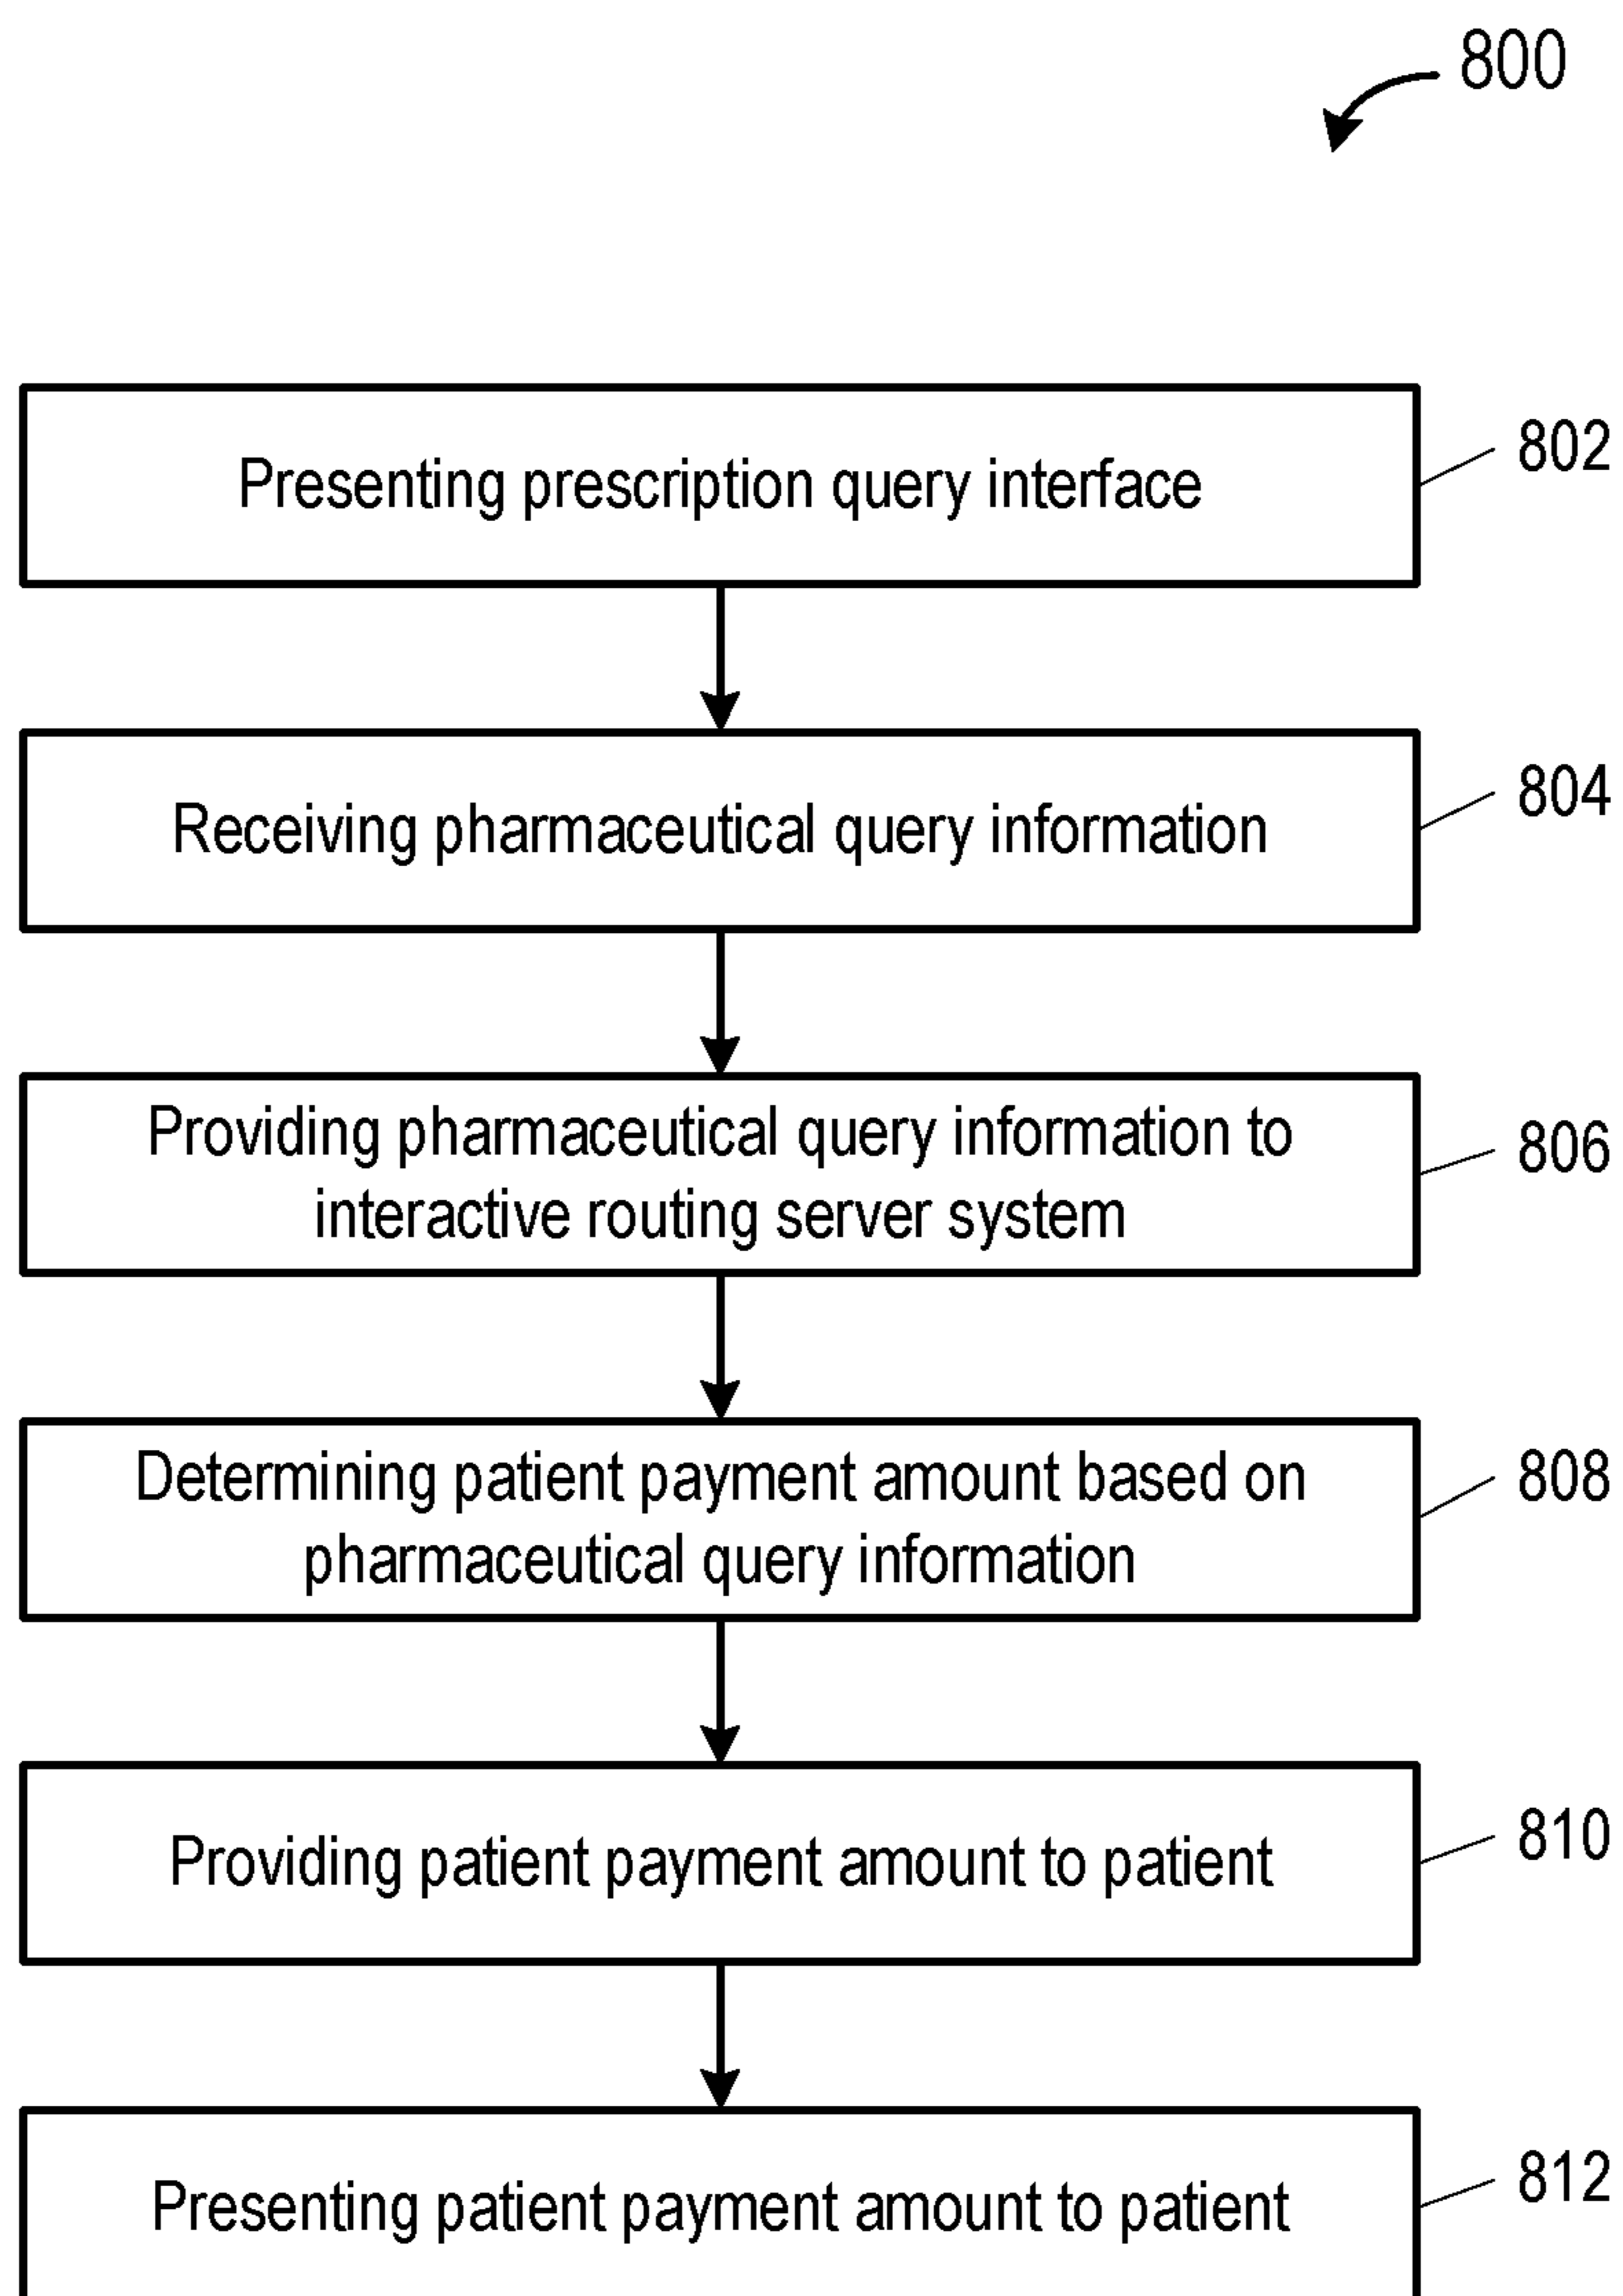 800
Presenting prescription query interface
802
Receiving pharmaceutical query information
804
Providing pharmaceutical query information to
interactive routing server system
806
Determining patient payment amount based on
pharmaceutical query information
808
Providing patient payment amount to patient
810
Presenting patient payment amount to patient
812